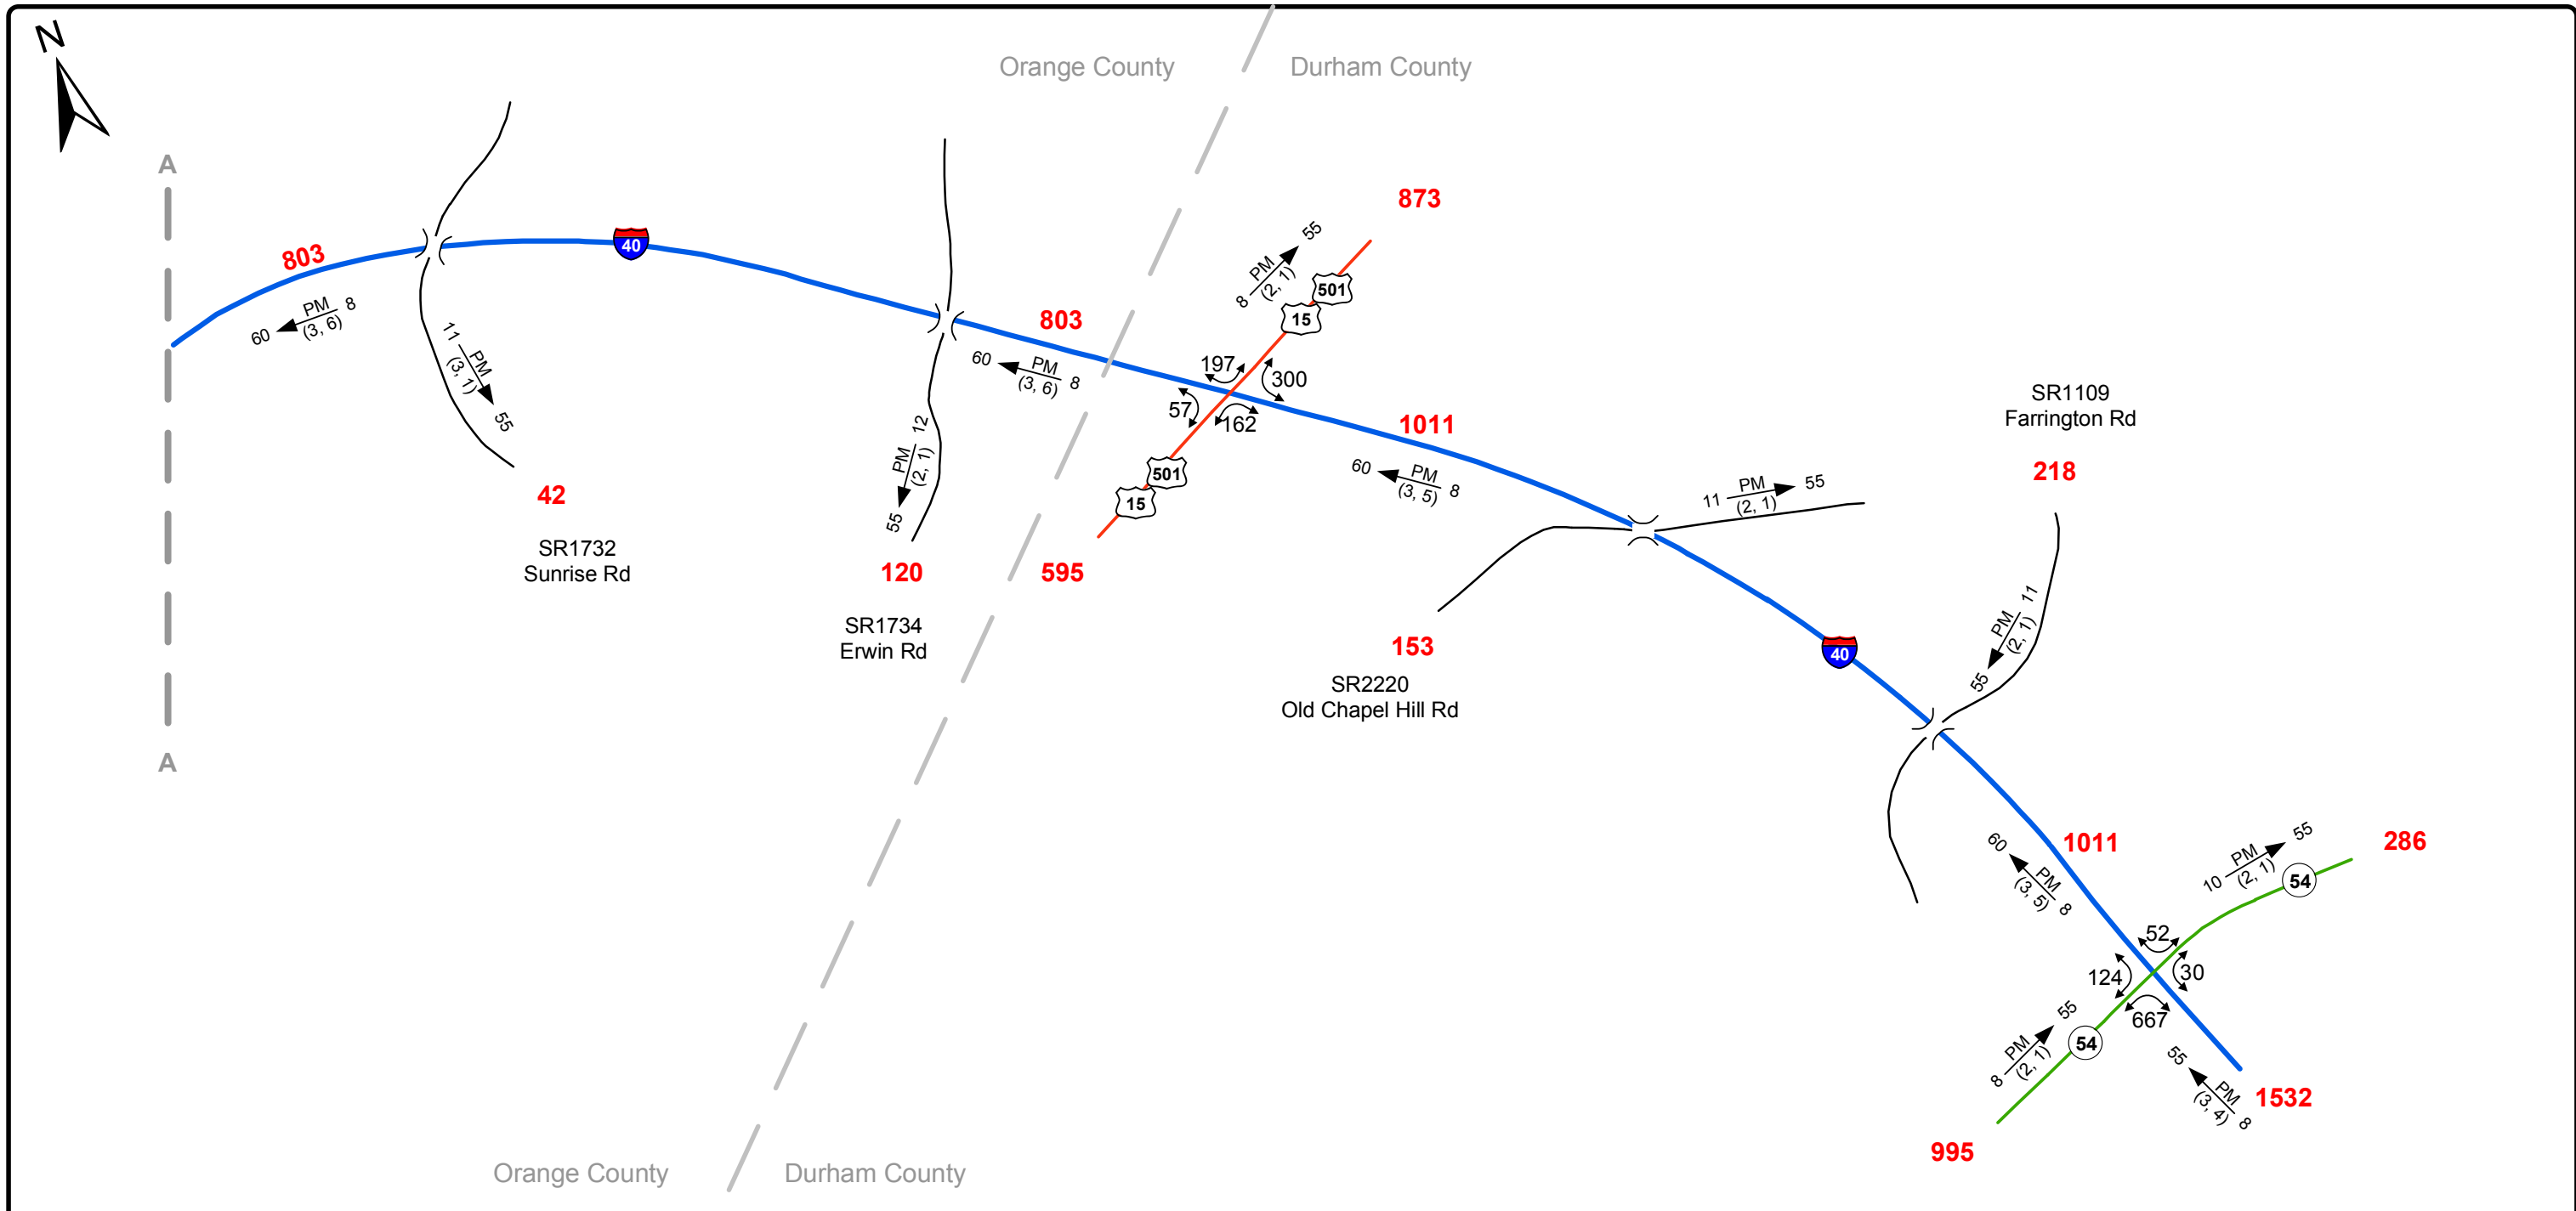 N
Orange County
Durham County
A
873
8 PM 55
(2, 1)
501
15
803
40
60 PM 8
(3, 6)
11 PM 55
(3, 1)
803
60 PM 8
(3, 6)
197
300
57
162
1011
60 PM 8
(3, 5)
SR1109
Farrington Rd
218
42
SR1732
Sunrise Rd
12 PM 55
(2, 1)
120
SR1734
Erwin Rd
501
15
595
11 PM 55
(2, 1)
153
SR2220
Old Chapel Hill Rd
11 PM 55
(2, 1)
40
A
1011
60 PM 8
(3, 5)
10 PM 55
(2, 1)
286
54
52
124
30
667
8 PM 55
(2, 1)
54
55 PM 8
(3, 4)
1532
995
Orange County
Durham County